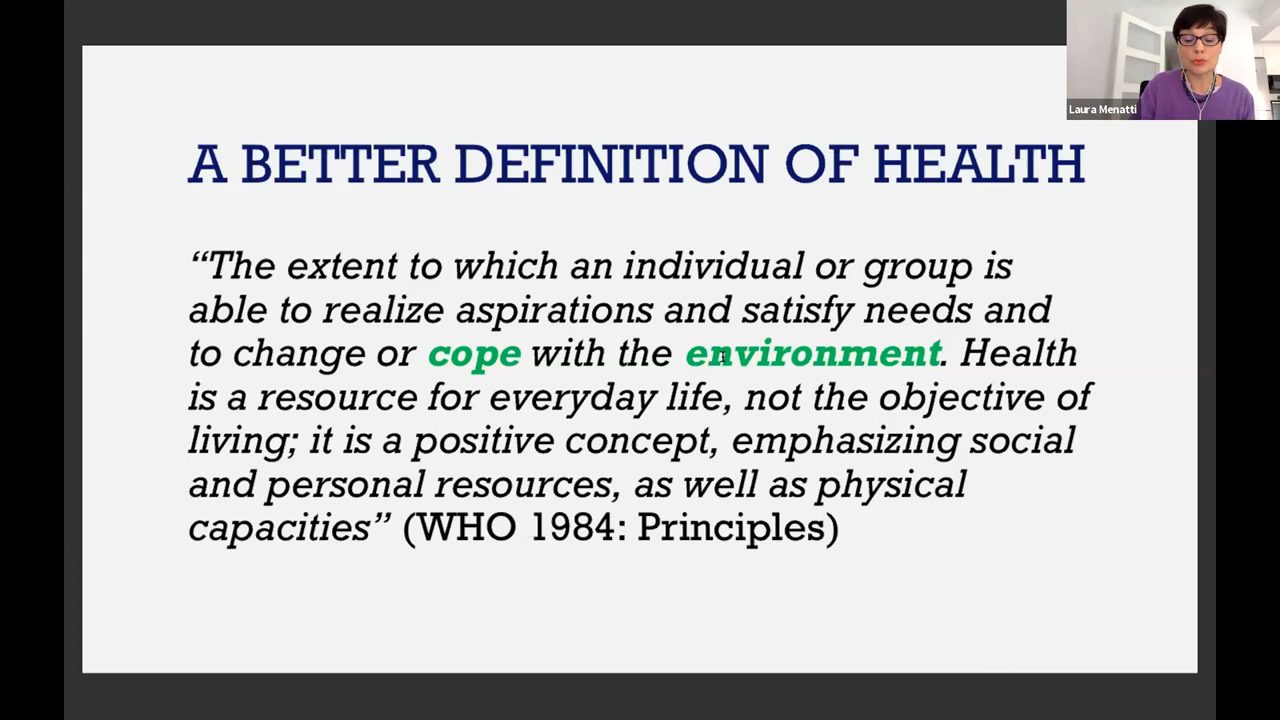 A BETTER DEFINITION OF HEALTH
“The extent to which an individual or group is
able to realize aspirations and satisfy needs and
to change or cope with the environment. Health
is a resource for everyday life, not the objective of
living; it is a positive concept, emphasizing social
and personal resources, as well as physical
capacities” (WHO 1984: Principles)
Laura Menatti